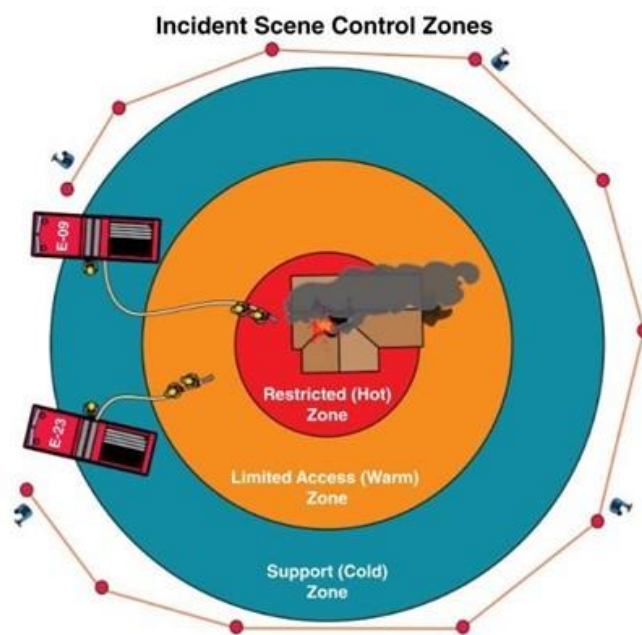 Incident Scene Control Zones
E-09
Restricted (Hot)
Zone
E-23
Limited Access (Warm)
Zone
Support (Cold)
Zone